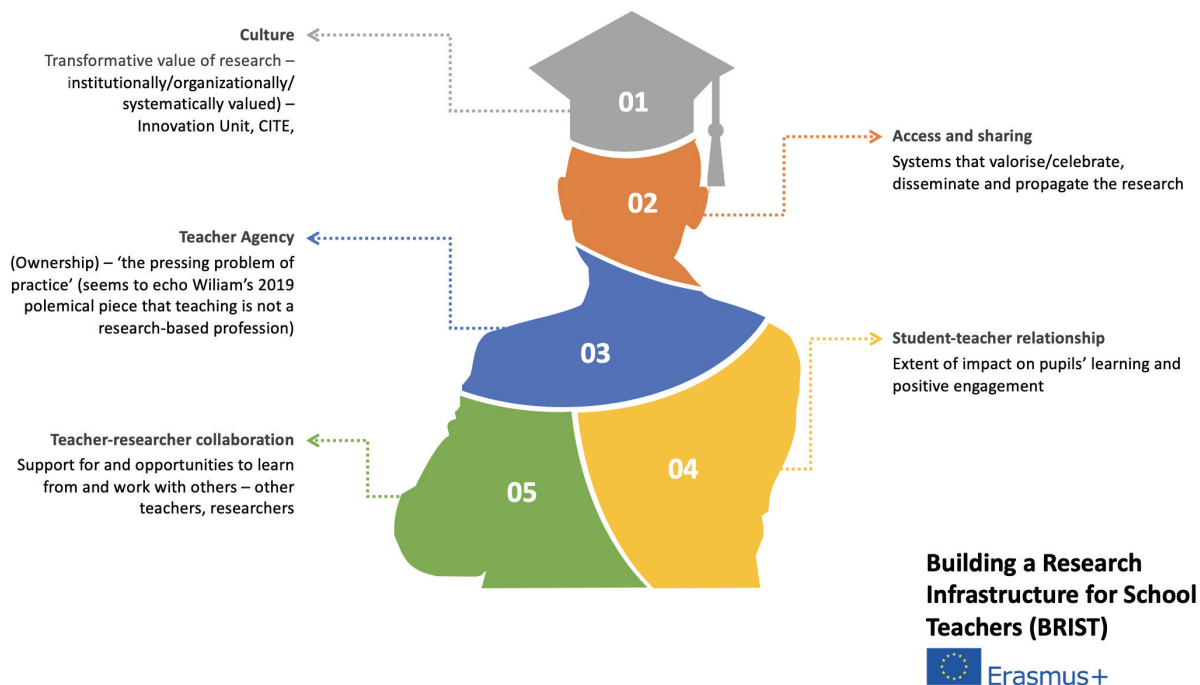 Culture
Transformative value of research –
institutionally/organizationally/
systematically valued) –
Innovation Unit, CITE,
01
Access and sharing
Systems that valorise/celebrate,
disseminate and propagate the research
02
Teacher Agency
(Ownership) – ‘the pressing problem of
practice’ (seems to echo Wiliam’s 2019
polemical piece that teaching is not a
research-based profession)
03
Student-teacher relationship
Extent of impact on pupils’ learning and
positive engagement
04
Teacher-researcher collaboration
Support for and opportunities to learn
from and work with others – other
teachers, researchers
05
Building a Research
Infrastructure for School
Teachers (BRIST)
Erasmus+